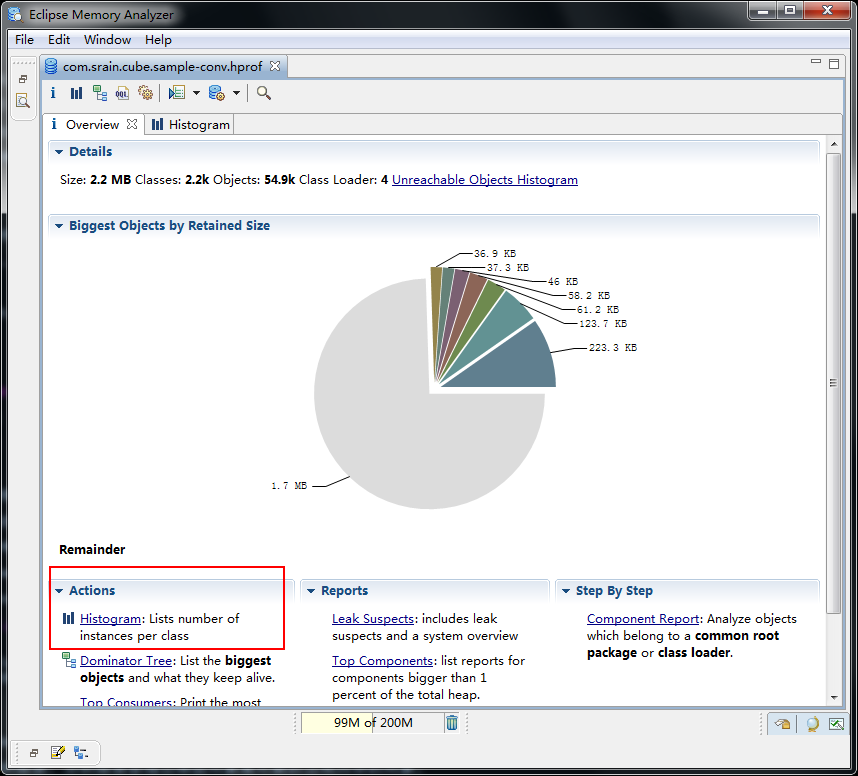 Eclipse Memory Analyzer
File Edit Window Help
com.srain.cube.sample-conv.hprof
OQL
i Overview Histogram
Details
Size: 2.2 MB Classes: 2.2k Objects: 54.9k Class Loader: 4 Unreachable Objects Histogram
Biggest Objects by Retained Size
36.9 KB
37.3 KB
46 KB
58.2 KB
61.2 KB
123.7 KB
223.3 KB
1.7 MB
Remainder
Actions
Histogram: Lists number of
instances per class
Dominator Tree: List the biggest
objects and what they keep alive.
Top Consumers: Print the most
Reports
Leak Suspects: includes leak
suspects and a system overview
Top Components: list reports for
components bigger than 1
percent of the total heap.
Step By Step
Component Report: Analyze objects
which belong to a common root
package or class loader.
99M of 200M